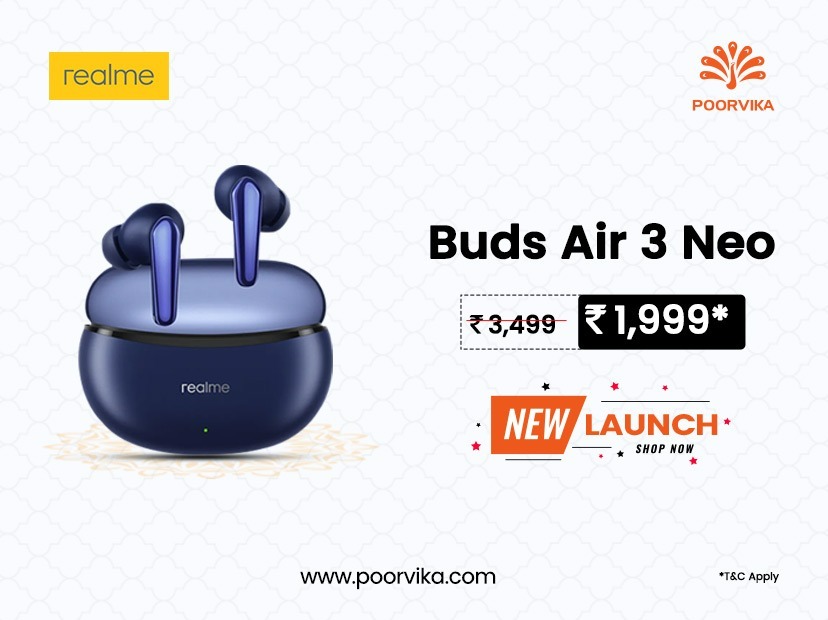 realme
POORVIKA
Buds Air 3 Neo
₹3,499 ₹1,999*
NEW LAUNCH
SHOP NOW
realme
www.poorvika.com
*T&C Apply